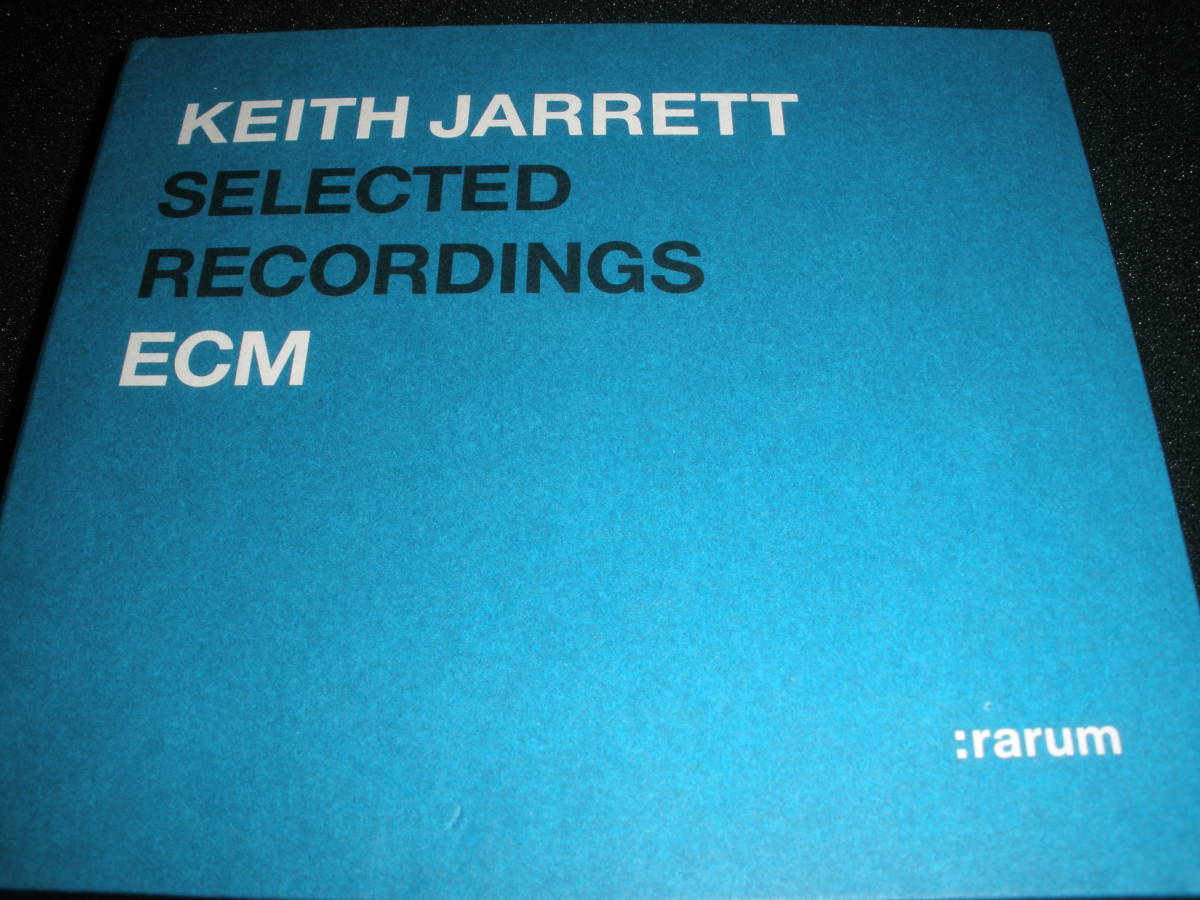 KEITH JARRETT
SELECTED
RECORDINGS
ECM
:rarum